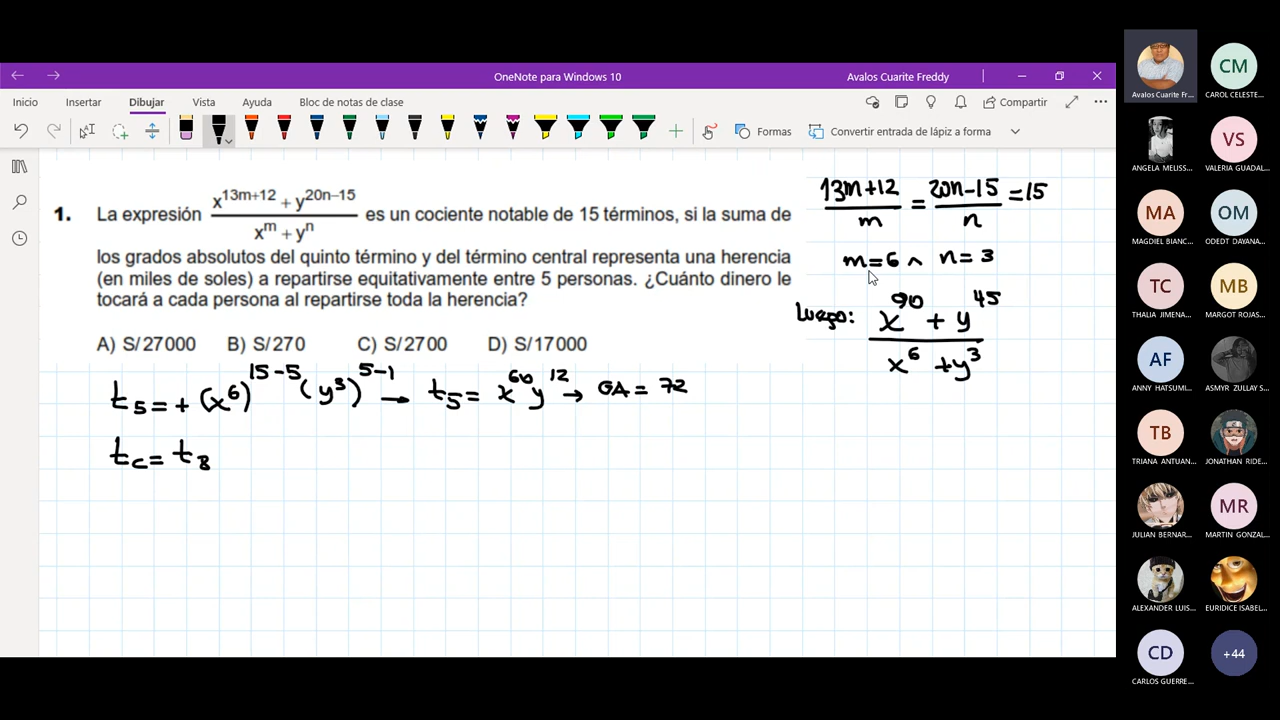 OneNote para Windows 10
Avalos Cuarite Freddy
Inicio Insertar Dibujar Vista Ayuda Bloc de notas de clase Compartir
Formas Convertir entrada de lápiz a forma
1. La expresión x^13m+12 + y^20n–15 / x^m + y^n es un cociente notable de 15 términos, si la suma de
los grados absolutos del quinto término y del término central representa una herencia
(en miles de soles) a repartirse equitativamente entre 5 personas. ¿Cuánto dinero le
tocará a cada persona al repartirse toda la herencia?
A) S/27000 B) S/270 C) S/2700 D) S/17000
13m+12 / m = 20n-15 / n = 15
m=6 ^ n=3
Luego: x^90 + y^45 / x^6 + y^3
t5 = + (x^6)^15-5 (y^3)^5-1 → t5 = x^60 y^12 → GA = 72
tc = t8
Avalos Cuarite Fr...
CM
CAROL CELESTE...
ANGELA MELISS...
VS
VALERIA GUADAL...
MA
MAGDIEL BIANC...
OM
ODEDT DAYANA...
TC
THALIA JIMENA...
MB
MARGOT ROJAS...
AF
ANNY HATSUMI...
ASMYR ZULLAY S...
TB
TRIANA ANTUAN...
JONATHAN RIDE...
JULIAN BERNAR...
MR
MARTIN GONZAL...
ALEXANDER LUIS...
EURIDICE ISABEL...
CD
CARLOS GUERRE...
+44